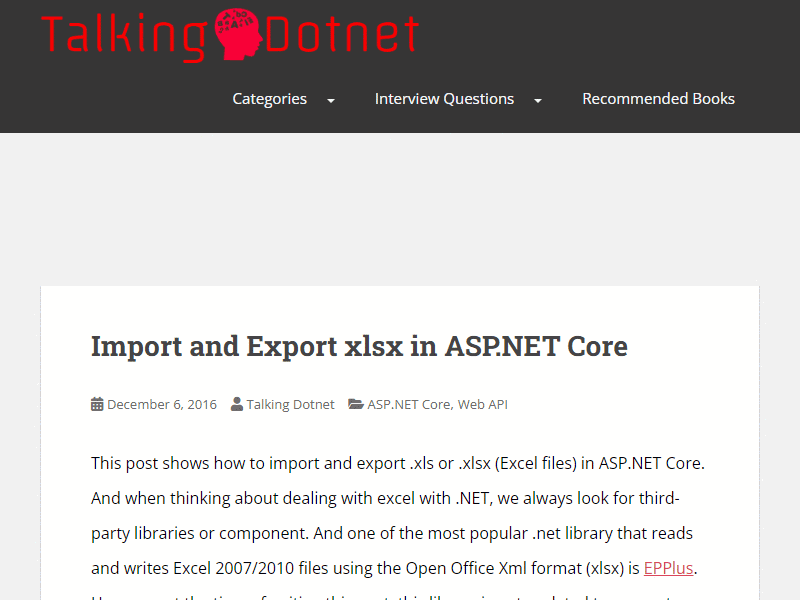 Talking Dotnet
Categories Interview Questions Recommended Books
Import and Export xlsx in ASP.NET Core
December 6, 2016 Talking Dotnet ASP.NET Core, Web API
This post shows how to import and export .xls or .xlsx (Excel files) in ASP.NET Core.
And when thinking about dealing with excel with .NET, we always look for third-
party libraries or component. And one of the most popular .net library that reads
and writes Excel 2007/2010 files using the Open Office Xml format (xlsx) is EPPlus.